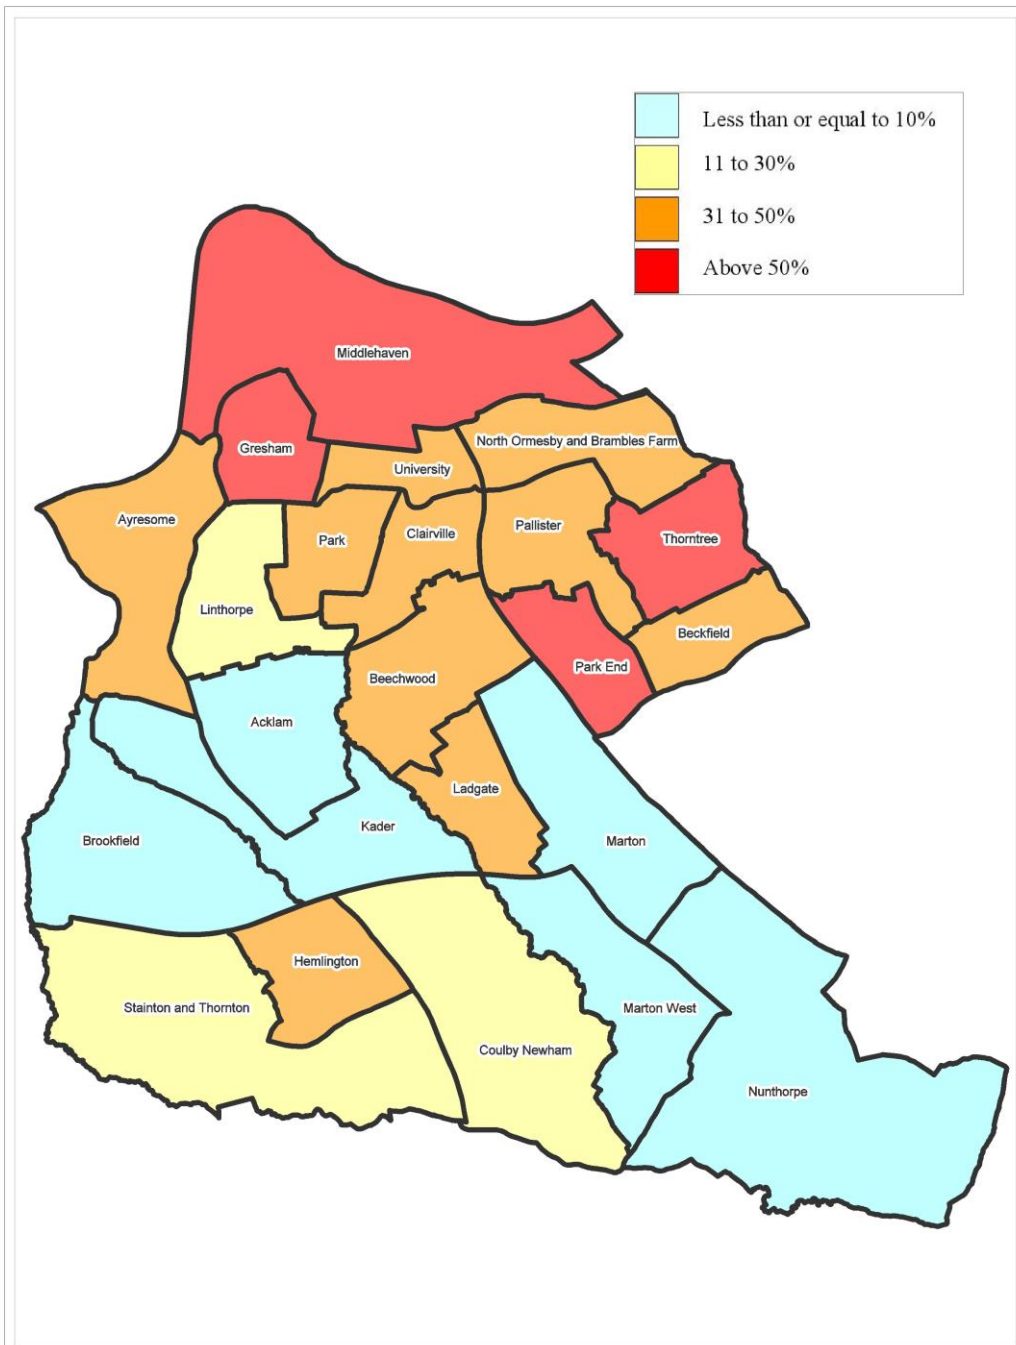 Less than or equal to 10%
11 to 30%
31 to 50%
Above 50%
Middlehaven
North Ormesby and Brambles Farm
Gresham
University
Ayresome
Pallister
Clairville
Park
Thorntree
Linthorpe
Beckfield
Park End
Beechwood
Acklam
Ladgate
Kader
Brookfield
Marton
Hemlington
Stainton and Thornton
Marton West
Coulby Newham
Nunthorpe